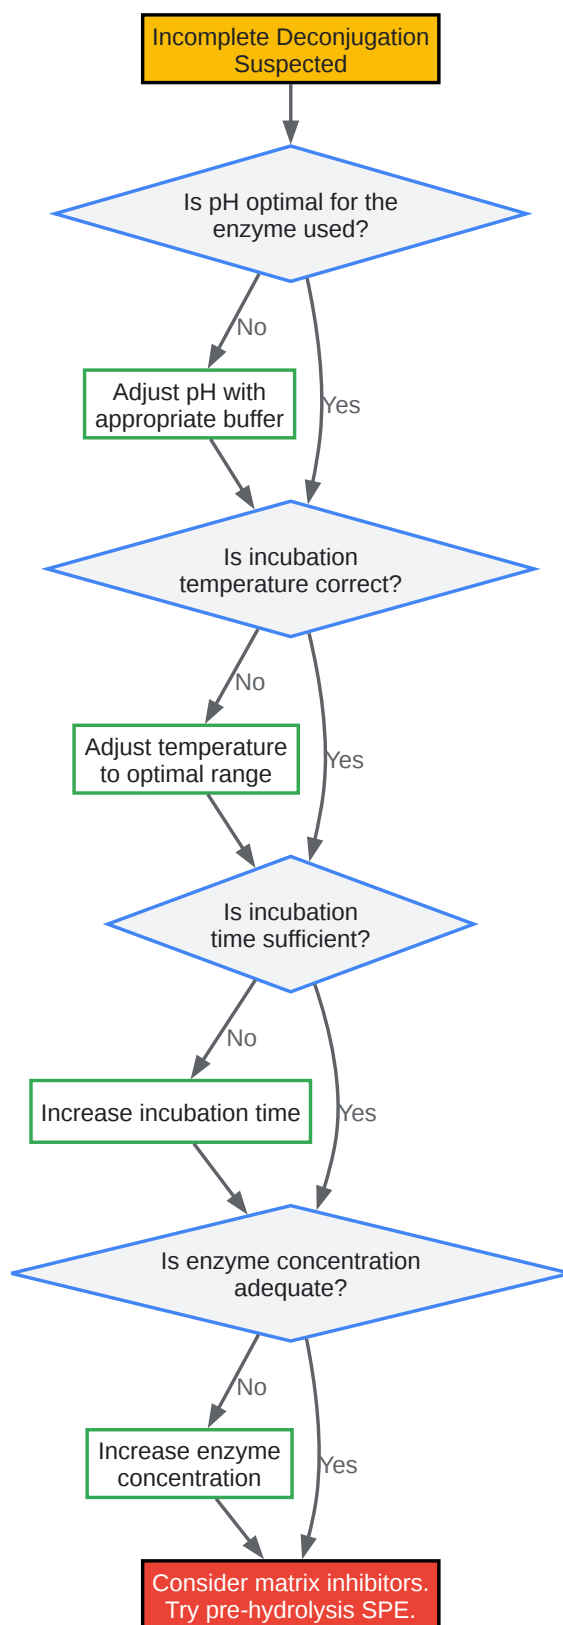 Incomplete Deconjugation
Suspected
Is pH optimal for the
enzyme used?
No
Yes
Adjust pH with
appropriate buffer
Is incubation
temperature correct?
No
Yes
Adjust temperature
to optimal range
Is incubation
time sufficient?
No
Yes
Increase incubation time
Is enzyme concentration
adequate?
No
Yes
Increase enzyme
concentration
Consider matrix inhibitors.
Try pre-hydrolysis SPE.